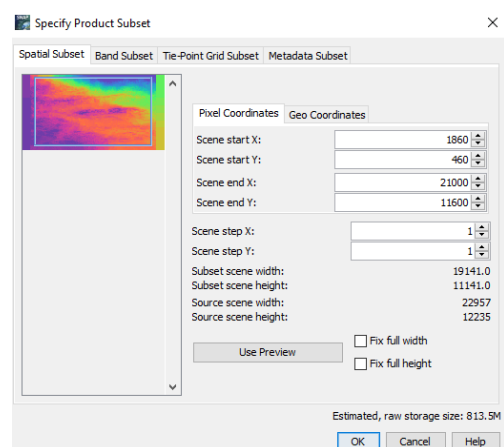 Specify Product Subset
Spatial Subset Band Subset Tie-Point Grid Subset Metadata Subset
Pixel Coordinates Geo Coordinates
Scene start X: 1860
Scene start Y: 460
Scene end X: 21000
Scene end Y: 11600
Scene step X: 1
Scene step Y: 1
Subset scene width: 19141.0
Subset scene height: 11141.0
Source scene width: 22957
Source scene height: 12235
Use Preview
Fix full width
Fix full height
Estimated, raw storage size: 813.5M
OK Cancel Help